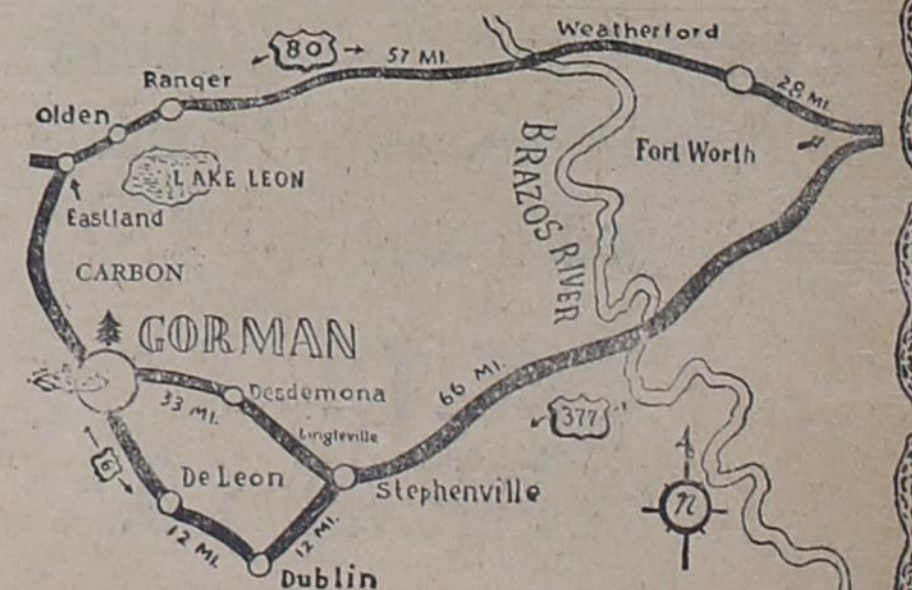 Weatherford
80
57 MI.
Ranger
28 MI.
Olden
Fort Worth
LAKE LEON
BRAZOS RIVER
Eastland
CARBON
GORMAN
66 MI.
Desdemona
33 MI.
377
Lingleville
6
De Leon
Stephenville
n
12 MI.
12 MI.
Dublin